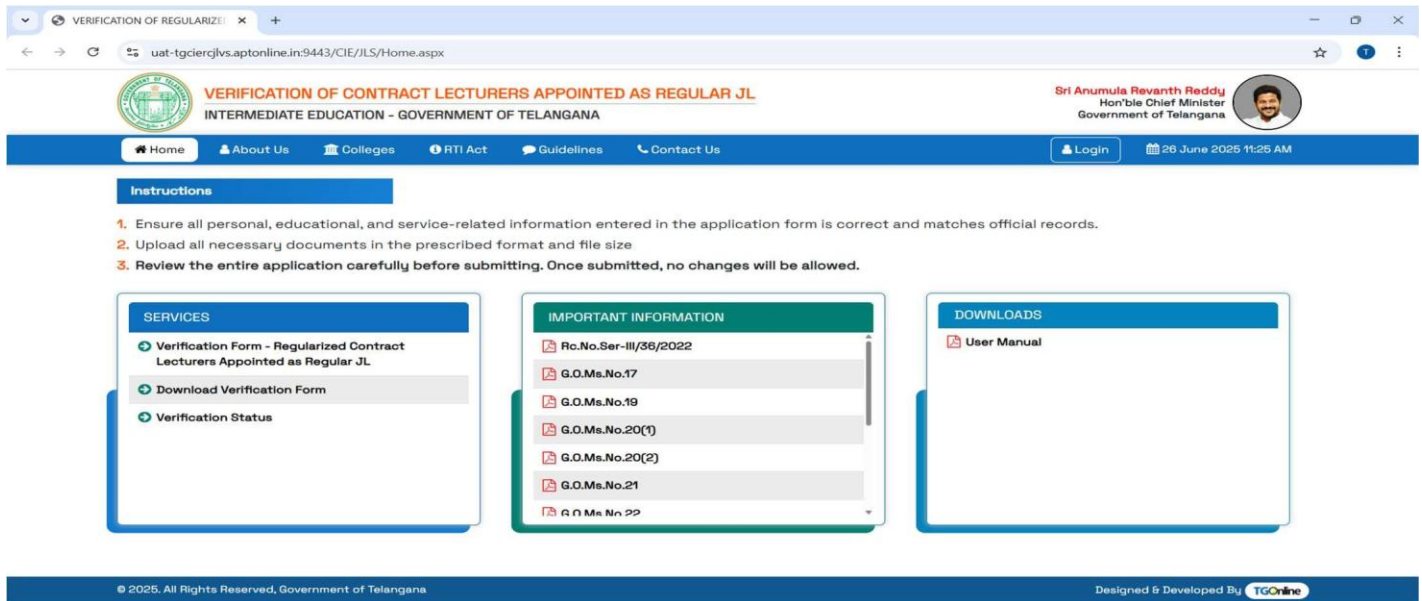 VERIFICATION OF REGULARIZE
uat-tgciercjlvs.aptonline.in:9443/CIE/JLS/Home.aspx
T
VERIFICATION OF CONTRACT LECTURERS APPOINTED AS REGULAR JL
INTERMEDIATE EDUCATION - GOVERNMENT OF TELANGANA
Sri Anumula Revanth Reddy
Hon'ble Chief Minister
Government of Telangana
Home About Us Colleges RTI Act Guidelines Contact Us Login 26 June 2025 11:25 AM
Instructions
1. Ensure all personal, educational, and service-related information entered in the application form is correct and matches official records.
2. Upload all necessary documents in the prescribed format and file size
3. Review the entire application carefully before submitting. Once submitted, no changes will be allowed.
SERVICES
Verification Form - Regularized Contract
Lecturers Appointed as Regular JL
Download Verification Form
Verification Status
IMPORTANT INFORMATION
Rc.No.Ser-III/36/2022
G.O.Ms.No.17
G.O.Ms.No.19
G.O.Ms.No.20(1)
G.O.Ms.No.20(2)
G.O.Ms.No.21
G.O.Ms.No.22
DOWNLOADS
User Manual
© 2025. All Rights Reserved, Government of Telangana
Designed & Developed By TGOnline